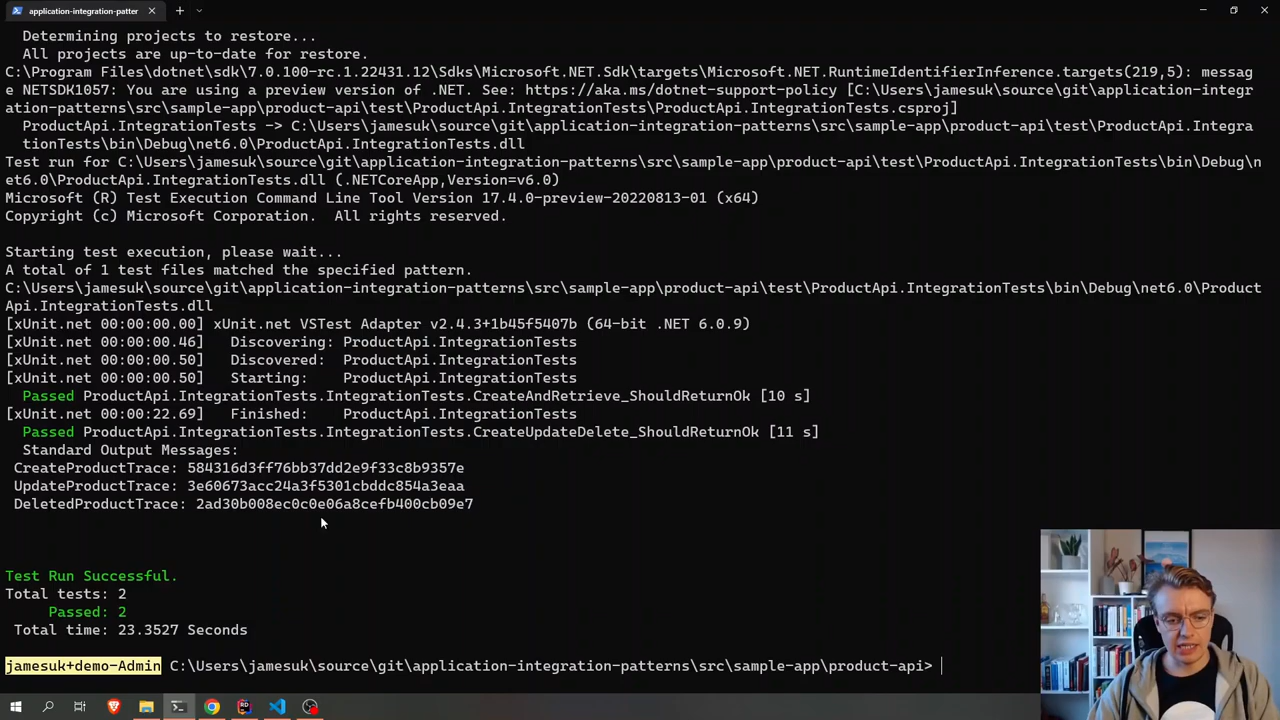 application-integration-patter
Determining projects to restore...
All projects are up-to-date for restore.
C:\Program Files\dotnet\sdk\7.0.100-rc.1.22431.12\Sdks\Microsoft.NET.Sdk\targets\Microsoft.NET.RuntimeIdentifierInference.targets(219,5): messag
e NETSDK1057: You are using a preview version of .NET. See: https://aka.ms/dotnet-support-policy [C:\Users\jamesuk\source\git\application-integr
ation-patterns\src\sample-app\product-api\test\ProductApi.IntegrationTests\ProductApi.IntegrationTests.csproj]
ProductApi.IntegrationTests -> C:\Users\jamesuk\source\git\application-integration-patterns\src\sample-app\product-api\test\ProductApi.Integra
tionTests\bin\Debug\net6.0\ProductApi.IntegrationTests.dll
Test run for C:\Users\jamesuk\source\git\application-integration-patterns\src\sample-app\product-api\test\ProductApi.IntegrationTests\bin\Debug\n
et6.0\ProductApi.IntegrationTests.dll (.NETCoreApp,Version=v6.0)
Microsoft (R) Test Execution Command Line Tool Version 17.4.0-preview-20220813-01 (x64)
Copyright (c) Microsoft Corporation.  All rights reserved.
Starting test execution, please wait...
A total of 1 test files matched the specified pattern.
C:\Users\jamesuk\source\git\application-integration-patterns\src\sample-app\product-api\test\ProductApi.IntegrationTests\bin\Debug\net6.0\Product
Api.IntegrationTests.dll
[xUnit.net 00:00:00.00] xUnit.net VSTest Adapter v2.4.3+1b45f5407b (64-bit .NET 6.0.9)
[xUnit.net 00:00:00.46]   Discovering: ProductApi.IntegrationTests
[xUnit.net 00:00:00.50]   Discovered:  ProductApi.IntegrationTests
[xUnit.net 00:00:00.50]   Starting:    ProductApi.IntegrationTests
Passed ProductApi.IntegrationTests.IntegrationTests.CreateAndRetrieve_ShouldReturnOk [10 s]
[xUnit.net 00:00:22.69]   Finished:    ProductApi.IntegrationTests
Passed ProductApi.IntegrationTests.IntegrationTests.CreateUpdateDelete_ShouldReturnOk [11 s]
Standard Output Messages:
CreateProductTrace: 584316d3ff76bb37dd2e9f33c8b9357e
UpdateProductTrace: 3e60673acc24a3f5301cbddc854a3eaa
DeletedProductTrace: 2ad30b008ec0c0e06a8cefb400cb09e7
Test Run Successful.
Total tests: 2
Passed: 2
Total time: 23.3527 Seconds
jamesuk+demo-Admin C:\Users\jamesuk\source\git\application-integration-patterns\src\sample-app\product-api>